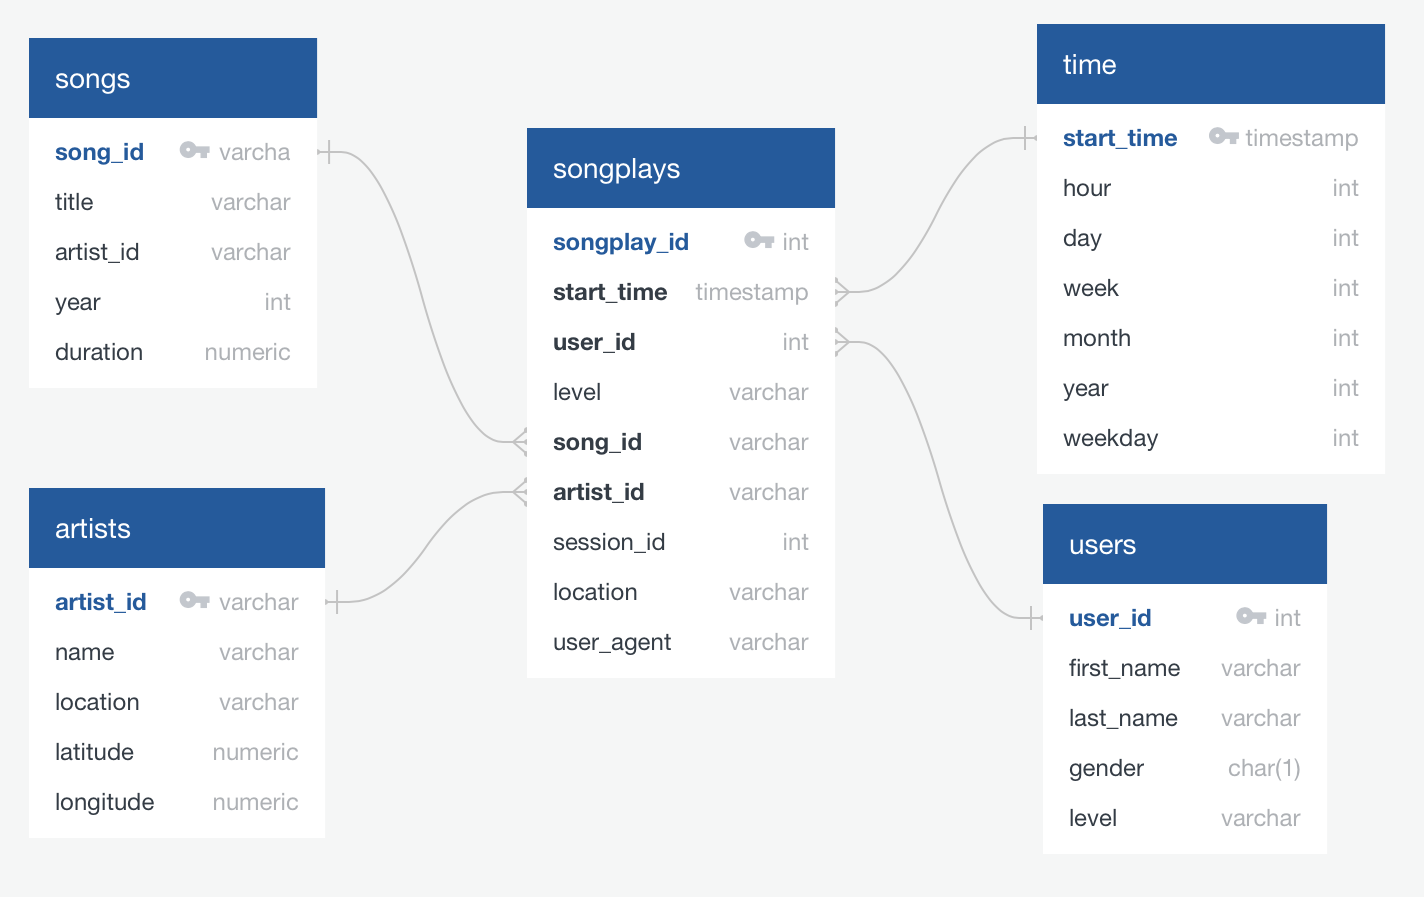 songs
song_id varcha
title varchar
artist_id varchar
year int
duration numeric
artists
artist_id varchar
name varchar
location varchar
latitude numeric
longitude numeric
songplays
songplay_id int
start_time timestamp
user_id int
level varchar
song_id varchar
artist_id varchar
session_id int
location varchar
user_agent varchar
time
start_time timestamp
hour int
day int
week int
month int
year int
weekday int
users
user_id int
first_name varchar
last_name varchar
gender char(1)
level varchar